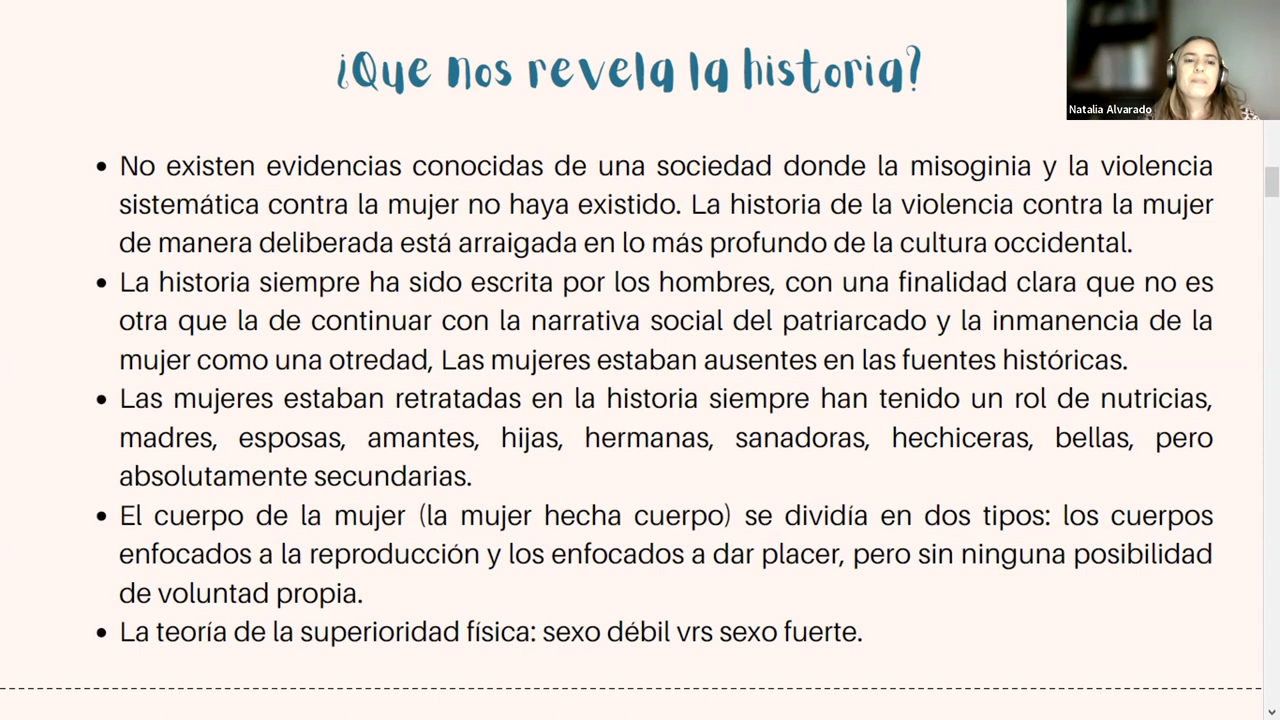 ¿Que nos revela la historia?
Natalia Alvarado
• No existen evidencias conocidas de una sociedad donde la misoginia y la violencia
sistemática contra la mujer no haya existido. La historia de la violencia contra la mujer
de manera deliberada está arraigada en lo más profundo de la cultura occidental.
• La historia siempre ha sido escrita por los hombres, con una finalidad clara que no es
otra que la de continuar con la narrativa social del patriarcado y la inmanencia de la
mujer como una otredad, Las mujeres estaban ausentes en las fuentes históricas.
• Las mujeres estaban retratadas en la historia siempre han tenido un rol de nutricias,
madres, esposas, amantes, hijas, hermanas, sanadoras, hechiceras, bellas, pero
absolutamente secundarias.
• El cuerpo de la mujer (la mujer hecha cuerpo) se dividía en dos tipos: los cuerpos
enfocados a la reproducción y los enfocados a dar placer, pero sin ninguna posibilidad
de voluntad propia.
• La teoría de la superioridad física: sexo débil vrs sexo fuerte.